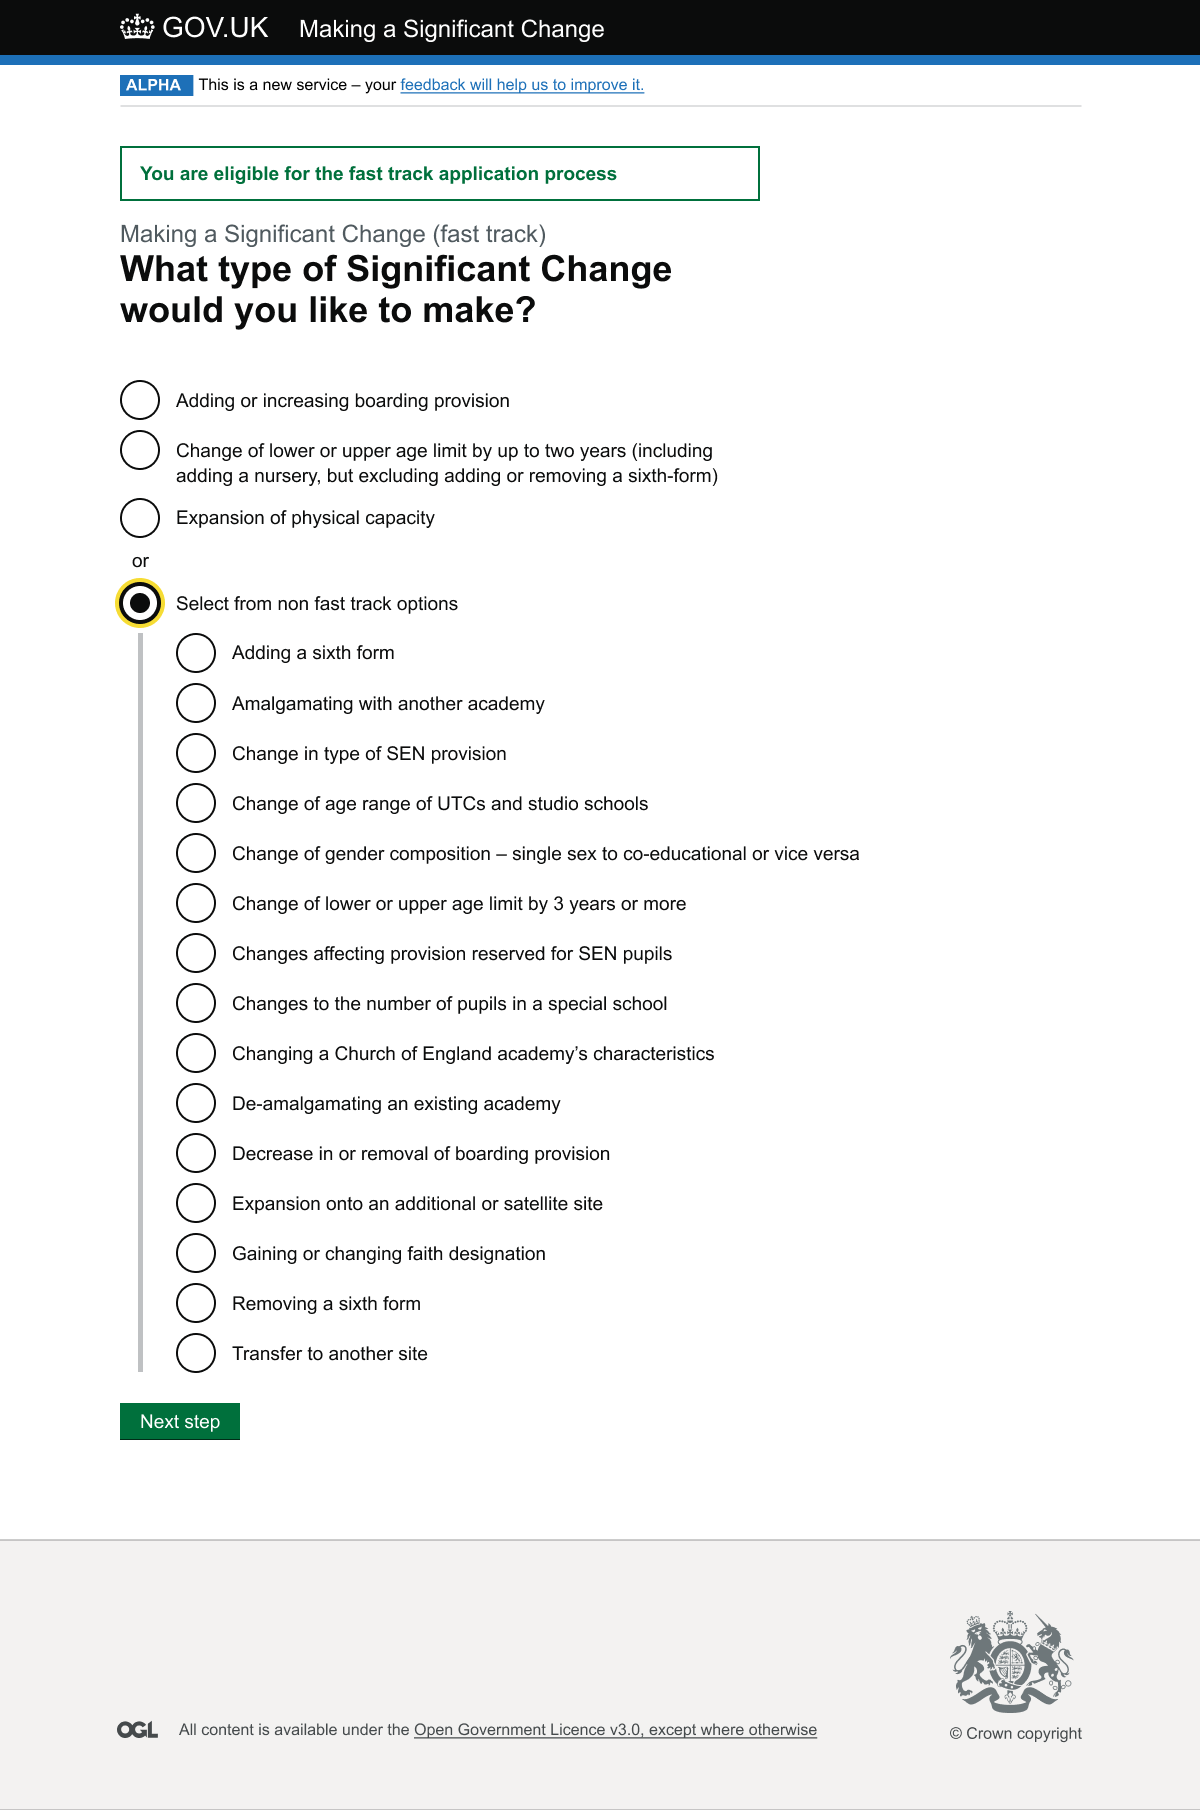 GOV.UK Making a Significant Change
ALPHA This is a new service – your feedback will help us to improve it.
You are eligible for the fast track application process
Making a Significant Change (fast track)
What type of Significant Change
would you like to make?
Adding or increasing boarding provision
Change of lower or upper age limit by up to two years (including
adding a nursery, but excluding adding or removing a sixth-form)
Expansion of physical capacity
or
Select from non fast track options
Adding a sixth form
Amalgamating with another academy
Change in type of SEN provision
Change of age range of UTCs and studio schools
Change of gender composition – single sex to co-educational or vice versa
Change of lower or upper age limit by 3 years or more
Changes affecting provision reserved for SEN pupils
Changes to the number of pupils in a special school
Changing a Church of England academy’s characteristics
De-amalgamating an existing academy
Decrease in or removal of boarding provision
Expansion onto an additional or satellite site
Gaining or changing faith designation
Removing a sixth form
Transfer to another site
Next step
OGL All content is available under the Open Government Licence v3.0, except where otherwise
© Crown copyright